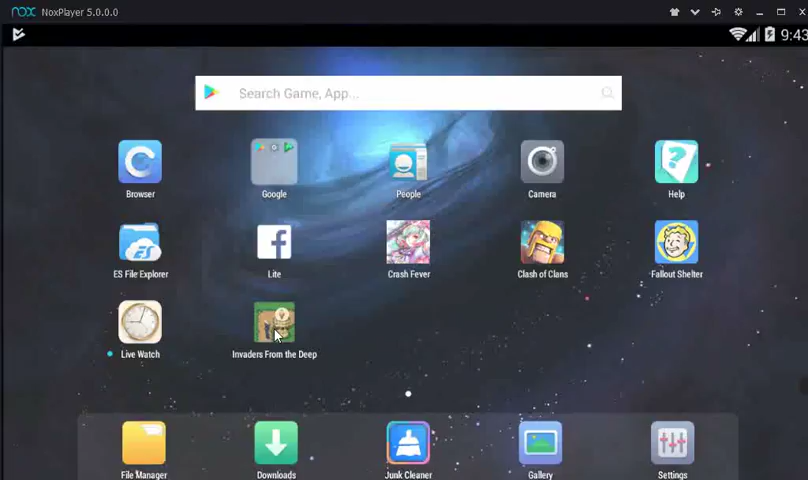 nox NoxPlayer 5.0.0.0
9:43
Search Game, App...
Browser
Google
People
Camera
Help
ES File Explorer
Lite
Crash Fever
Clash of Clans
Fallout Shelter
Live Watch
Invaders From the Deep
File Manager
Downloads
Junk Cleaner
Gallery
Settings